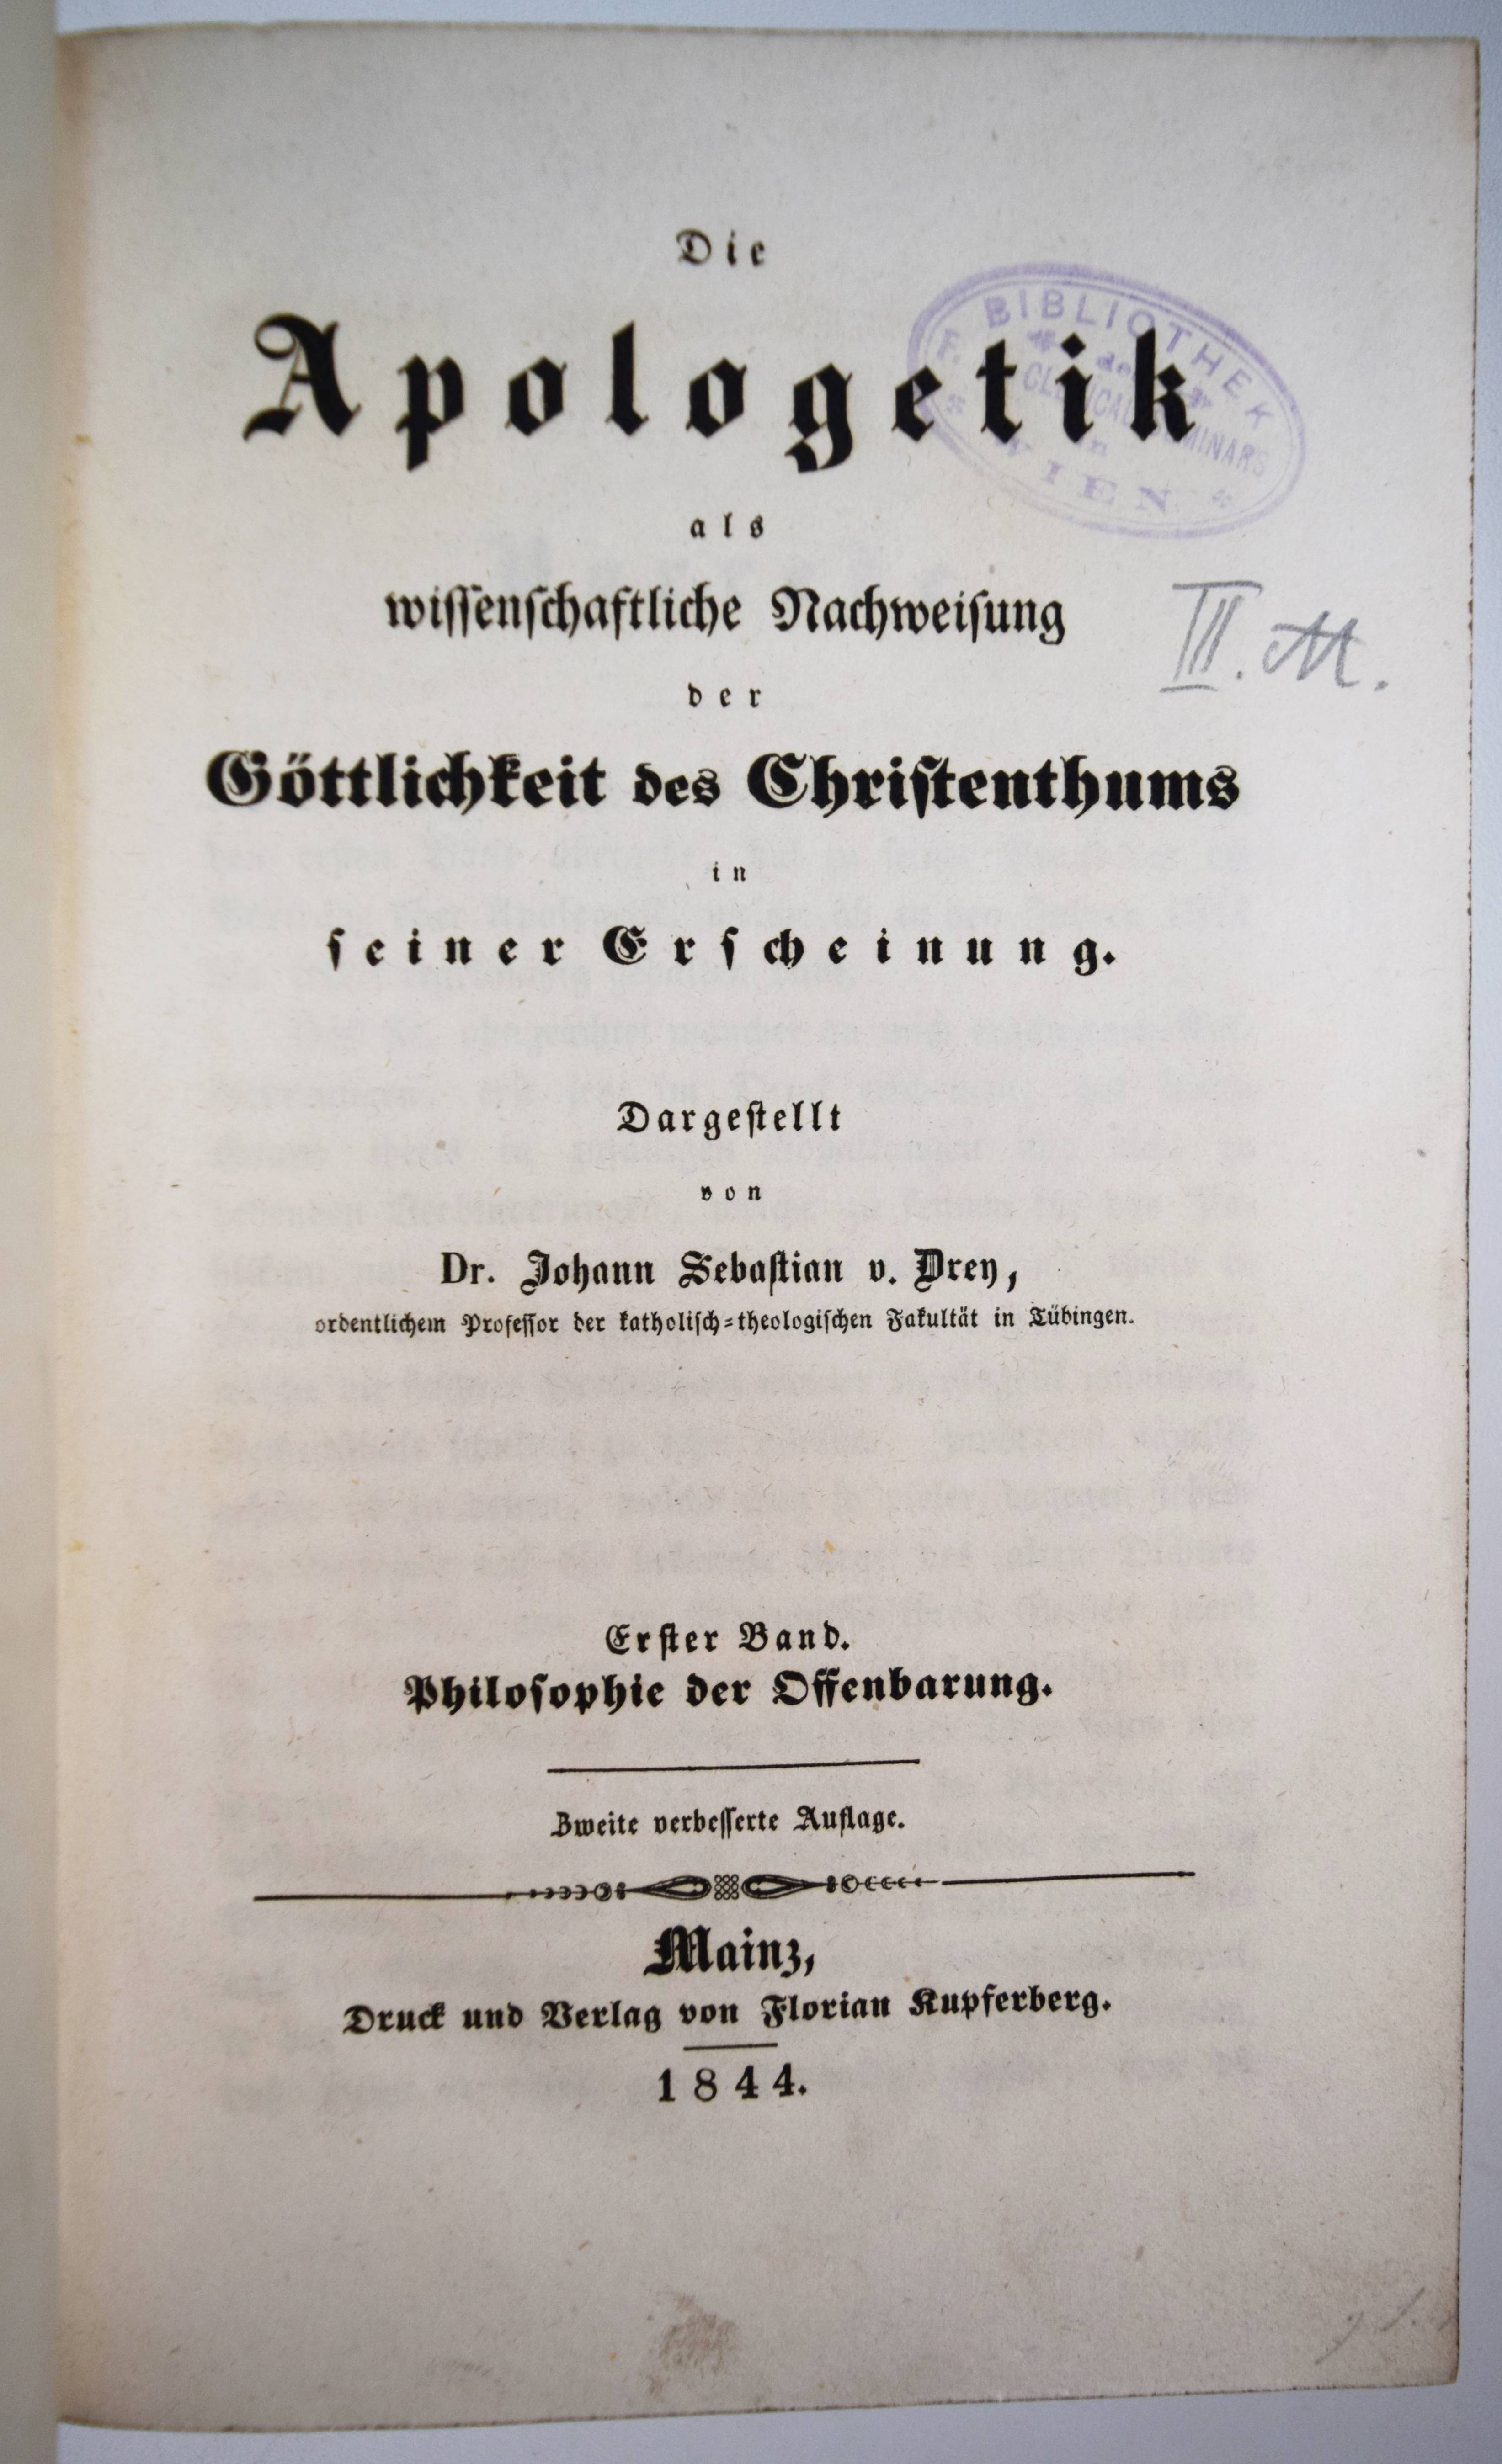 Die
Apologetik
als
wiſſenſchaftliche Nachweiſung
der
Göttlichkeit des Chriſtenthums
in
ſeiner Erſcheinung.
Dargeſtellt
von
Dr. Johann Sebaſtian v. Drey,
ordentlichem Profeſſor der katholiſch-theologiſchen Fakultät in Tübingen.
Erſter Band.
Philoſophie der Offenbarung.
Zweite verbeſſerte Auflage.
Mainz,
Druck und Verlag von Florian Kupferberg.
1844.
BIBLIOTHEK
WIEN
III. M.